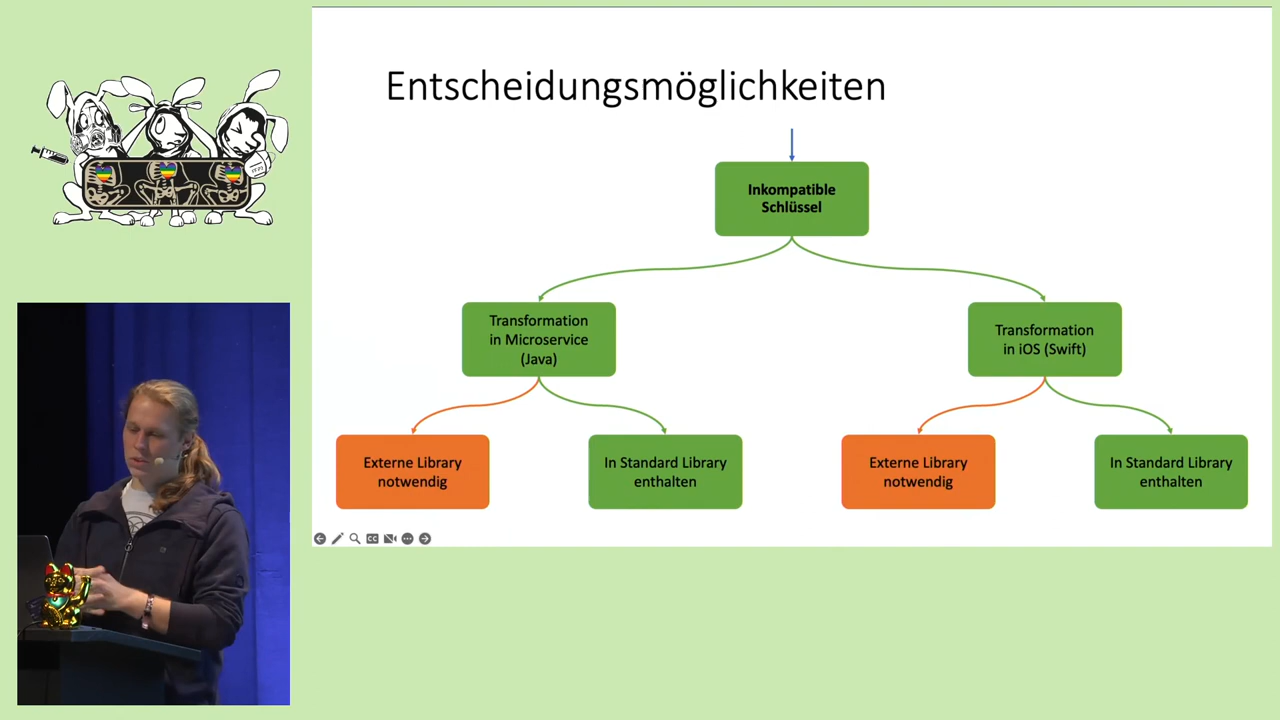 Entscheidungsmöglichkeiten
Inkompatible
Schlüssel
Transformation
in Microservice
(Java)
Transformation
in iOS (Swift)
Externe Library
notwendig
In Standard Library
enthalten
Externe Library
notwendig
In Standard Library
enthalten